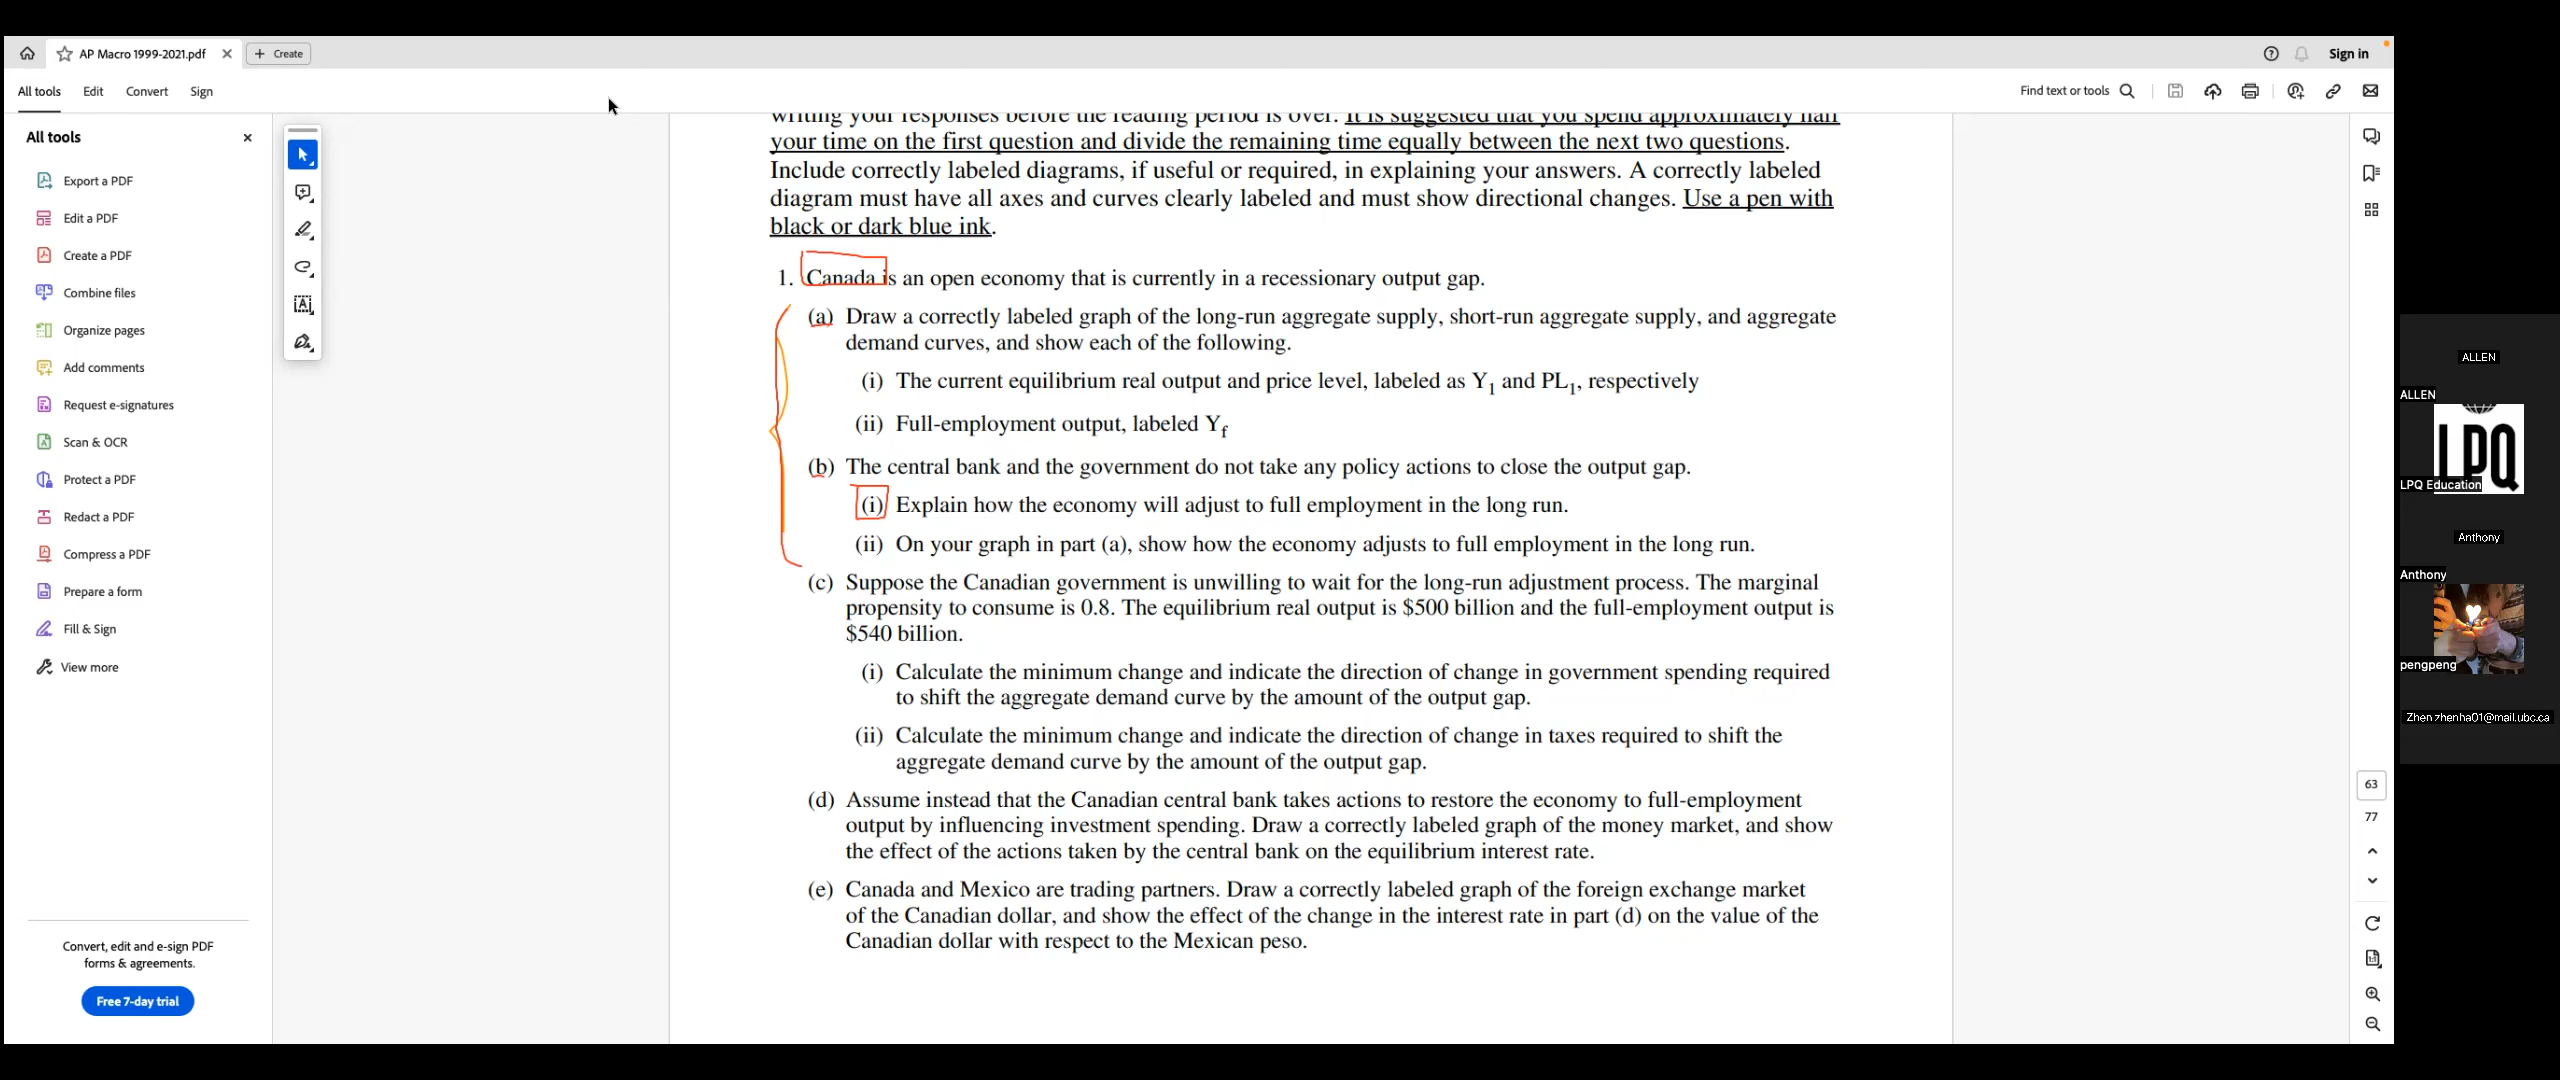 AP Macro 1999-2021.pdf
Create
Sign in
All tools
Edit
Convert
Sign
Find text or tools
All tools
Export a PDF
Edit a PDF
Create a PDF
Combine files
Organize pages
Add comments
Request e-signatures
Scan & OCR
Protect a PDF
Redact a PDF
Compress a PDF
Prepare a form
Fill & Sign
View more
Convert, edit and e-sign PDF
forms & agreements.
Free 7-day trial
writing your responses before the reading period is over. It is suggested that you spend approximately half
your time on the first question and divide the remaining time equally between the next two questions.
Include correctly labeled diagrams, if useful or required, in explaining your answers. A correctly labeled
diagram must have all axes and curves clearly labeled and must show directional changes. Use a pen with
black or dark blue ink.
1. Canada is an open economy that is currently in a recessionary output gap.
(a) Draw a correctly labeled graph of the long-run aggregate supply, short-run aggregate supply, and aggregate
demand curves, and show each of the following.
(i) The current equilibrium real output and price level, labeled as Y1 and PL1, respectively
(ii) Full-employment output, labeled Yf
(b) The central bank and the government do not take any policy actions to close the output gap.
(i) Explain how the economy will adjust to full employment in the long run.
(ii) On your graph in part (a), show how the economy adjusts to full employment in the long run.
(c) Suppose the Canadian government is unwilling to wait for the long-run adjustment process. The marginal
propensity to consume is 0.8. The equilibrium real output is $500 billion and the full-employment output is
$540 billion.
(i) Calculate the minimum change and indicate the direction of change in government spending required
to shift the aggregate demand curve by the amount of the output gap.
(ii) Calculate the minimum change and indicate the direction of change in taxes required to shift the
aggregate demand curve by the amount of the output gap.
(d) Assume instead that the Canadian central bank takes actions to restore the economy to full-employment
output by influencing investment spending. Draw a correctly labeled graph of the money market, and show
the effect of the actions taken by the central bank on the equilibrium interest rate.
(e) Canada and Mexico are trading partners. Draw a correctly labeled graph of the foreign exchange market
of the Canadian dollar, and show the effect of the change in the interest rate in part (d) on the value of the
Canadian dollar with respect to the Mexican peso.
63
77
ALLEN
ALLEN
LPQ
LPQ Education
Anthony
Anthony
pengpeng
Zhen zhenha01@mail.ubc.ca